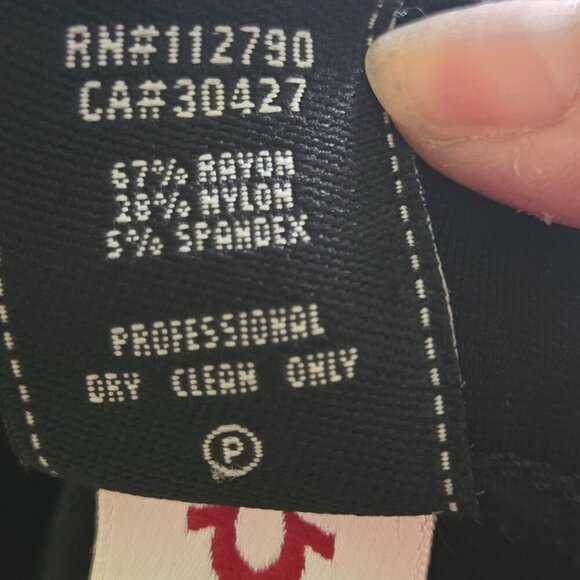 RN#112790
CA#30427
67% RAYON
28% NYLON
5% SPANDEX
PROFESSIONAL
DRY CLEAN ONLY
P